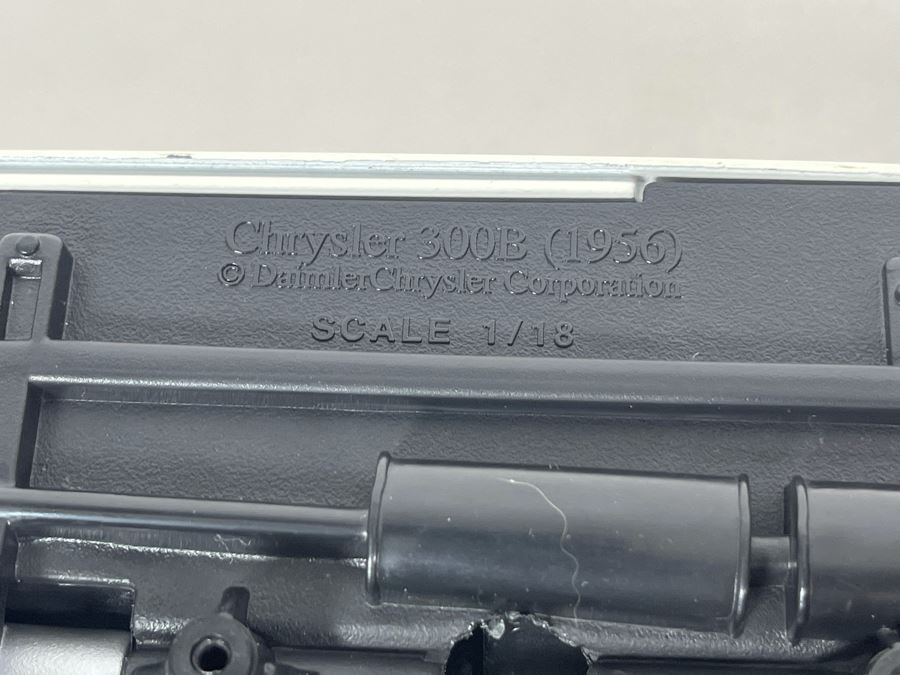 Chrysler 300B (1956)
© DaimlerChrysler Corporation
SCALE 1/18